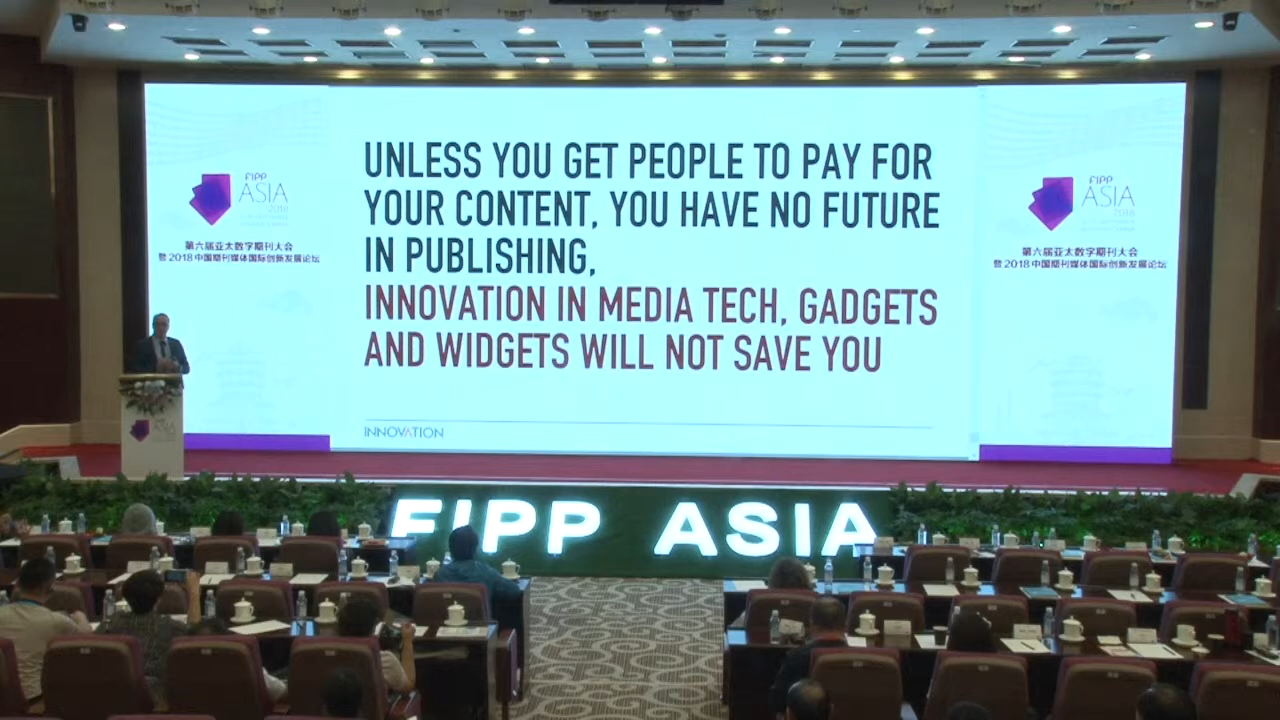 UNLESS YOU GET PEOPLE TO PAY FOR
YOUR CONTENT, YOU HAVE NO FUTURE
IN PUBLISHING,
INNOVATION IN MEDIA TECH, GADGETS
AND WIDGETS WILL NOT SAVE YOU
INNOVATION
FIPP
ASIA
2018
第六届亚太数字期刊大会
暨2018中国期刊媒体国际创新发展论坛
FIPP
ASIA
2018
第六届亚太数字期刊大会
暨2018中国期刊媒体国际创新发展论坛
ASIA
FIPP ASIA